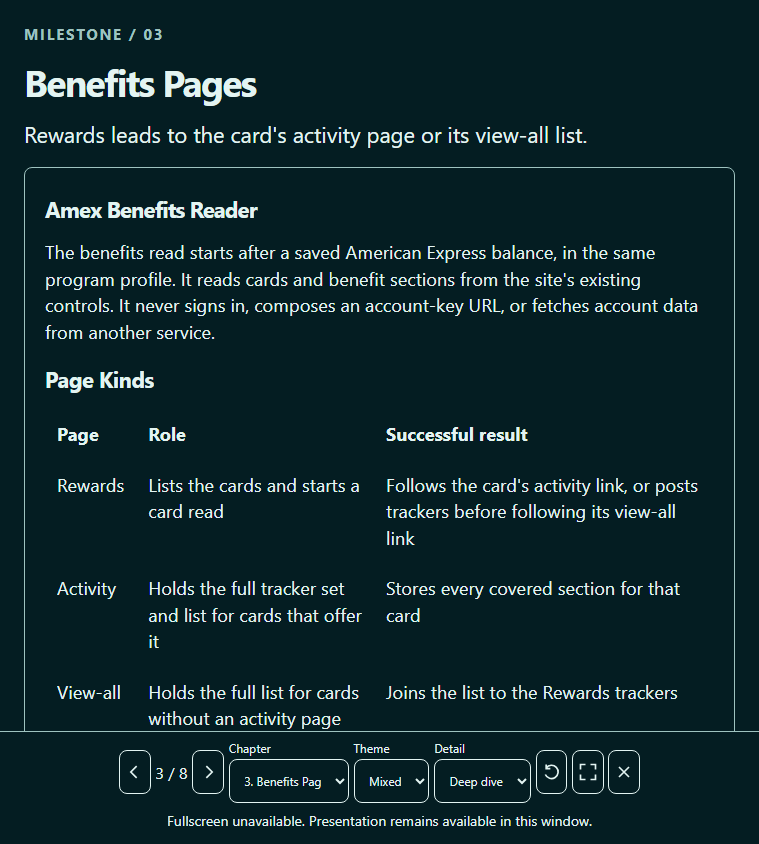 MILESTONE / 03
Benefits Pages
Rewards leads to the card's activity page or its view-all list.
Amex Benefits Reader
The benefits read starts after a saved American Express balance, in the same
program profile. It reads cards and benefit sections from the site's existing
controls. It never signs in, composes an account-key URL, or fetches account data
from another service.
Page Kinds
Page Role Successful result
Rewards Lists the cards and starts a Follows the card's activity link, or posts
card read trackers before following its view-all
link
Activity Holds the full tracker set Stores every covered section for that
and list for cards that offer card
it
View-all Holds the full list for cards Joins the list to the Rewards trackers
without an activity page
Chapter Theme Detail
3 / 8 3. Benefits Pag Mixed Deep dive
Fullscreen unavailable. Presentation remains available in this window.